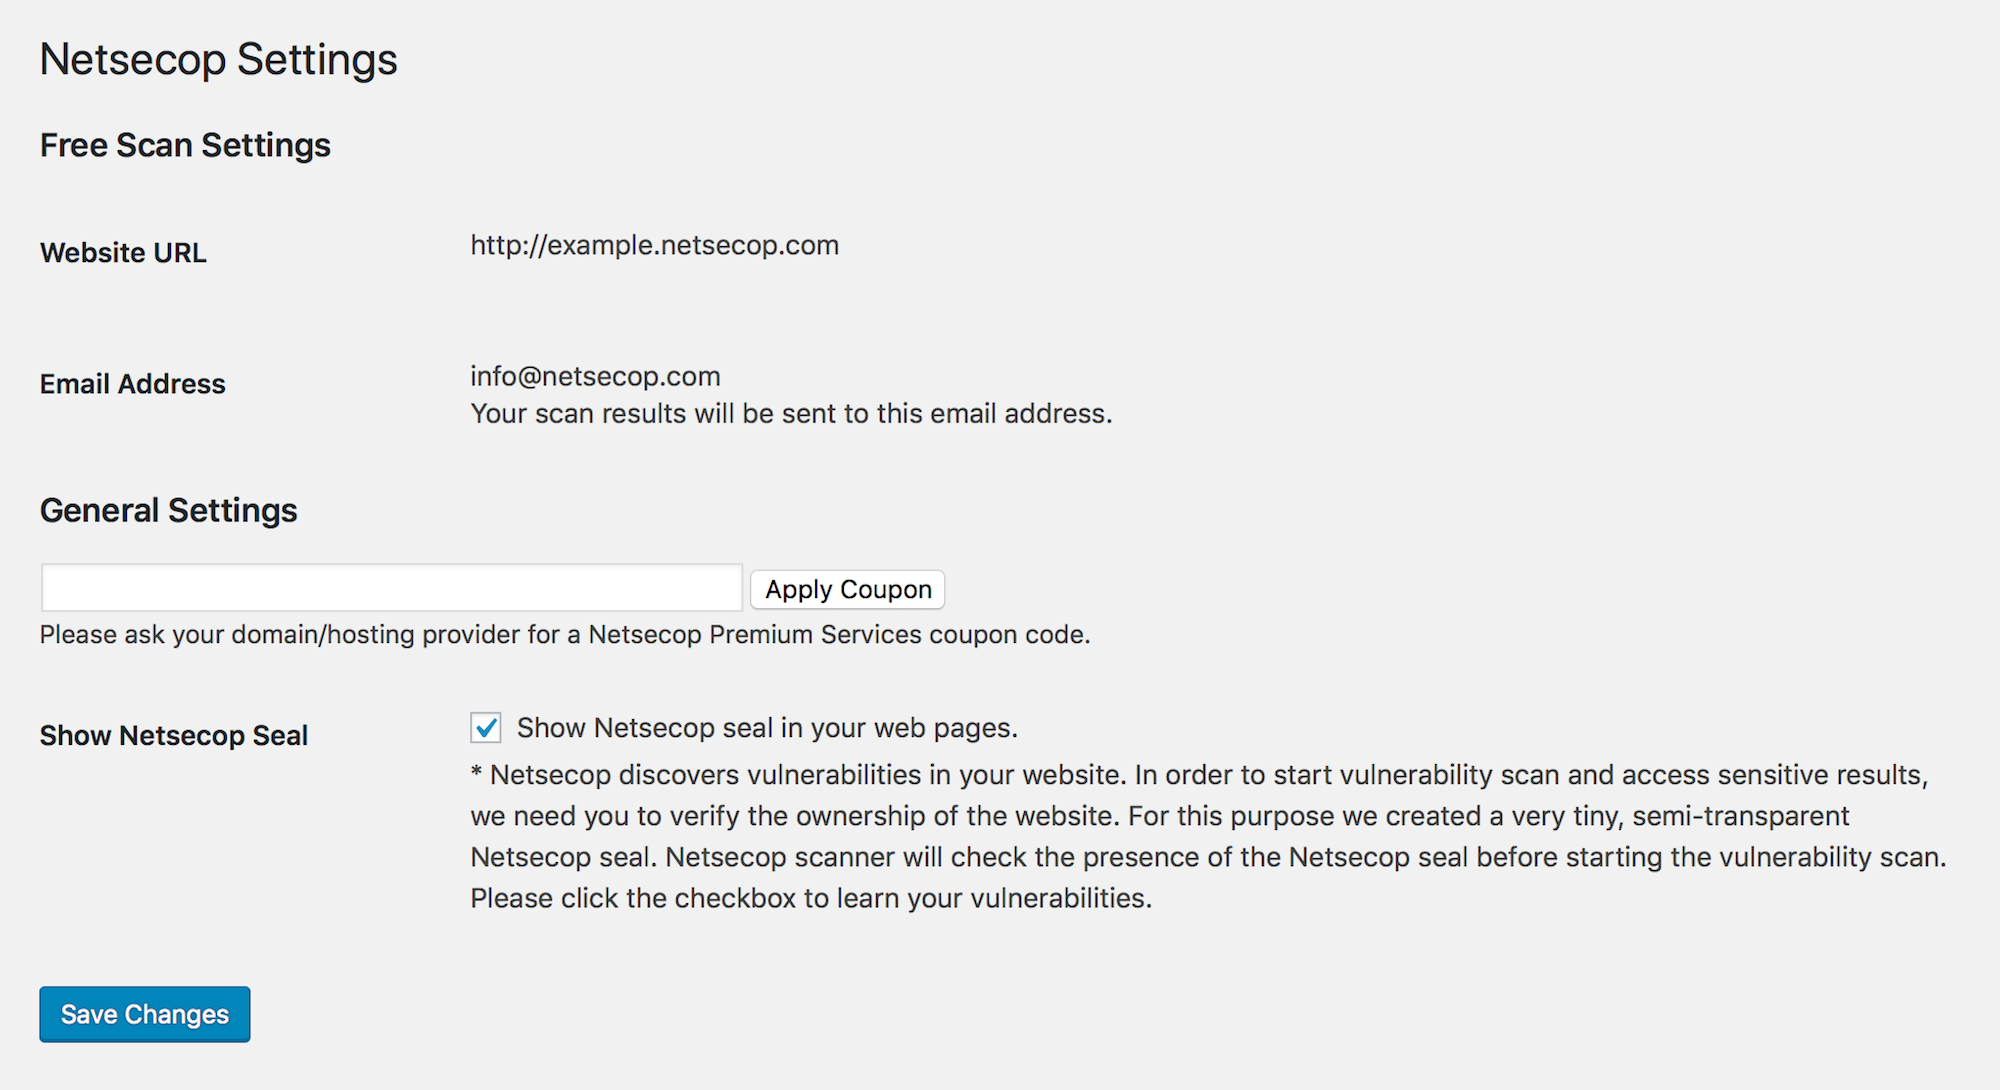 Netsecop Settings
Free Scan Settings
Website URL
http://example.netsecop.com
Email Address
info@netsecop.com
Your scan results will be sent to this email address.
General Settings
Apply Coupon
Please ask your domain/hosting provider for a Netsecop Premium Services coupon code.
Show Netsecop Seal
Show Netsecop seal in your web pages.
* Netsecop discovers vulnerabilities in your website. In order to start vulnerability scan and access sensitive results,
we need you to verify the ownership of the website. For this purpose we created a very tiny, semi-transparent
Netsecop seal. Netsecop scanner will check the presence of the Netsecop seal before starting the vulnerability scan.
Please click the checkbox to learn your vulnerabilities.
Save Changes